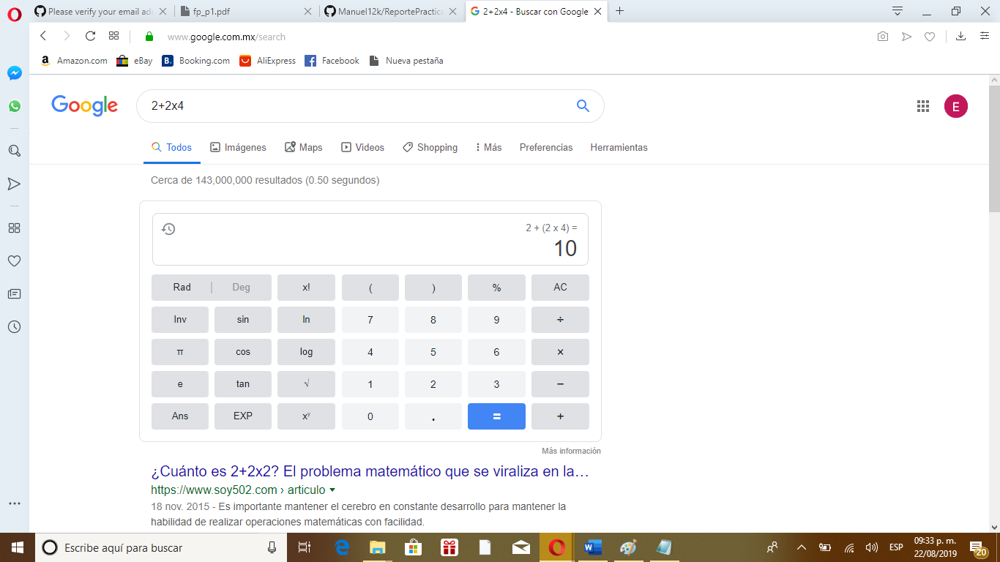 Please verify your email ad
fp_p1.pdf
Manuel12k/ReportePractica
2+2x4 - Buscar con Google
www.google.com.mx/search
Amazon.com
eBay
B.
Booking.com
AliExpress
Facebook
Nueva pestaña
Google
2+2x4
E
Todos
Imágenes
Maps
Videos
Shopping
Más
Preferencias
Herramientas
Cerca de 143,000,000 resultados (0.50 segundos)
2 + (2 x 4) =
10
Rad | Deg x! ( ) % AC
Inv sin ln 7 8 9 ÷
π cos log 4 5 6 ×
e tan √ 1 2 3 −
Ans EXP xʸ 0 . = +
Más información
¿Cuánto es 2+2x2? El problema matemático que se viraliza en la…
https://www.soy502.com › articulo
18 nov. 2015 - Es importante mantener el cerebro en constante desarrollo para mantener la
habilidad de realizar operaciones matemáticas con facilidad.
Escribe aquí para buscar
ESP
09:33 p. m.
22/08/2019
20